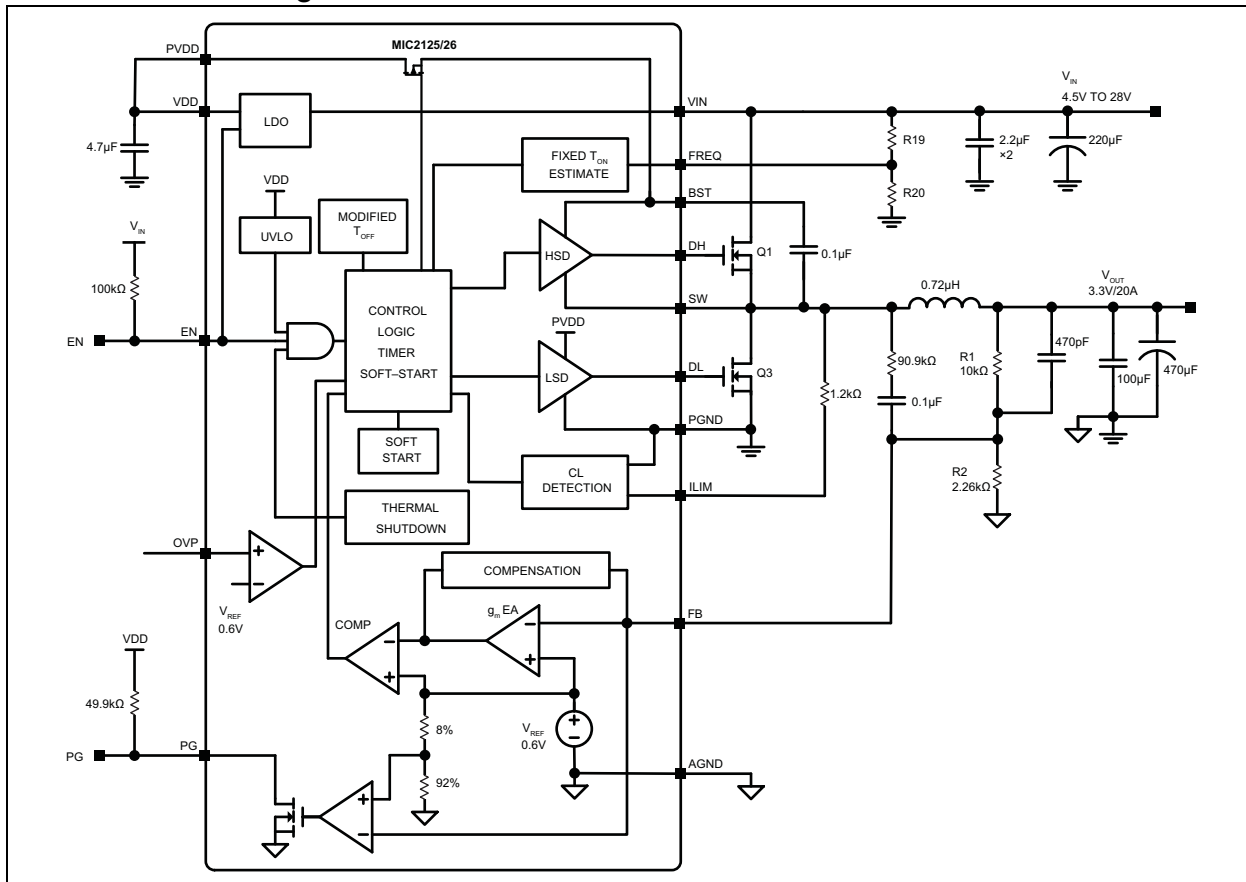 MIC2125/26
PVDD
VDD
LDO
4.7µF
VIN
V_IN
4.5V TO 28V
R19
2.2µF
×2
220µF
FIXED T_ON
ESTIMATE
FREQ
R20
VDD
UVLO
MODIFIED
T_OFF
BST
V_IN
100kΩ
HSD
DH
Q1
0.1µF
SW
0.72µH
V_OUT
3.3V/20A
EN
EN
CONTROL
LOGIC
TIMER
SOFT–START
PVDD
LSD
DL
Q3
1.2kΩ
90.9kΩ
0.1µF
R1
10kΩ
470pF
100µF
470µF
PGND
SOFT
START
CL
DETECTION
ILIM
R2
2.26kΩ
THERMAL
SHUTDOWN
OVP
+
−
V_REF
0.6V
COMPENSATION
g_m EA
FB
COMP
−
+
−
+
VDD
49.9kΩ
8%
V_REF
0.6V
+
−
PG
PG
92%
AGND
+
−